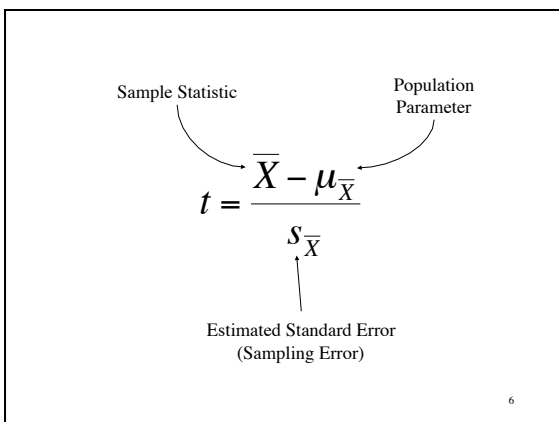 Sample Statistic
Population
Parameter
t = (X̅ − μ_X̅) / s_X̅
Estimated Standard Error
(Sampling Error)
6